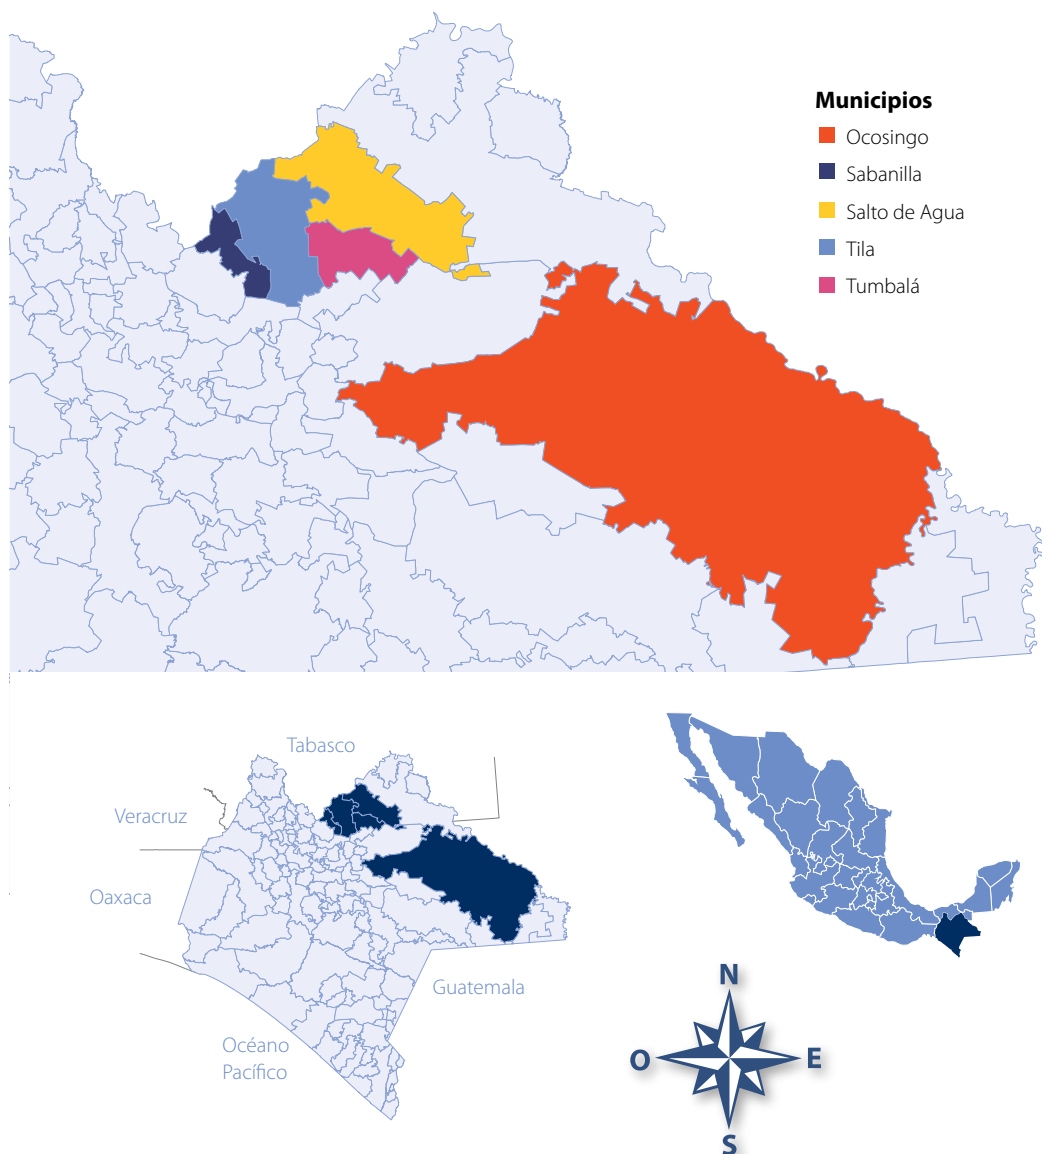 Municipios
Ocosingo
Sabanilla
Salto de Agua
Tila
Tumbalá
Tabasco
Veracruz
Oaxaca
Guatemala
Océano
Pacífico
N
O
E
S